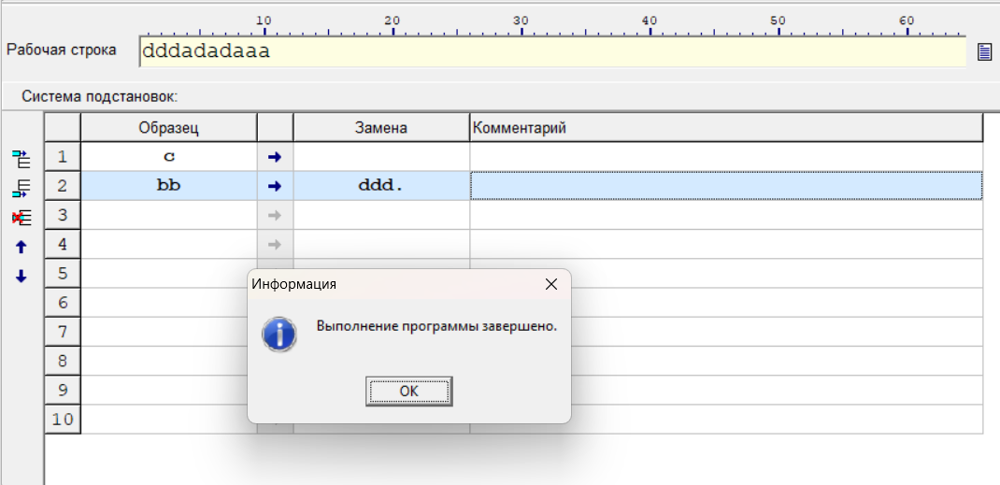 10 20 30 40 50 60
Рабочая строка dddadadaaa
Система подстановок:
Образец Замена Комментарий
1 c →
2 bb → ddd.
3 →
4 →
5
6
7
8
9
10
Информация
Выполнение программы завершено.
OK